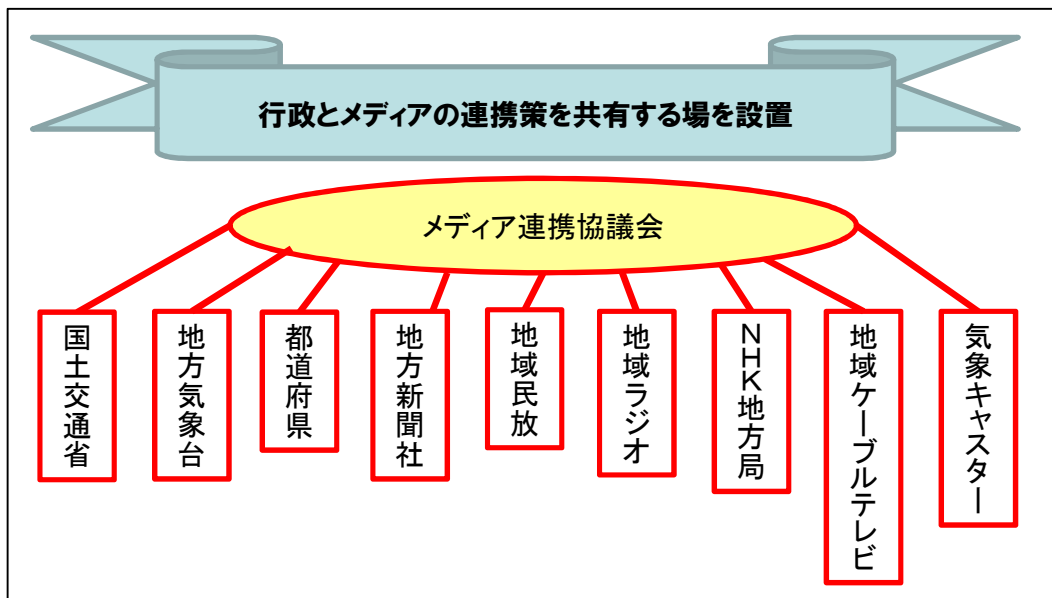 行政とメディアの連携策を共有する場を設置
メディア連携協議会
国土交通省
地方気象台
都道府県
地方新聞社
地域民放
地域ラジオ
ＮＨＫ地方局
地域ケーブルテレビ
気象キャスター